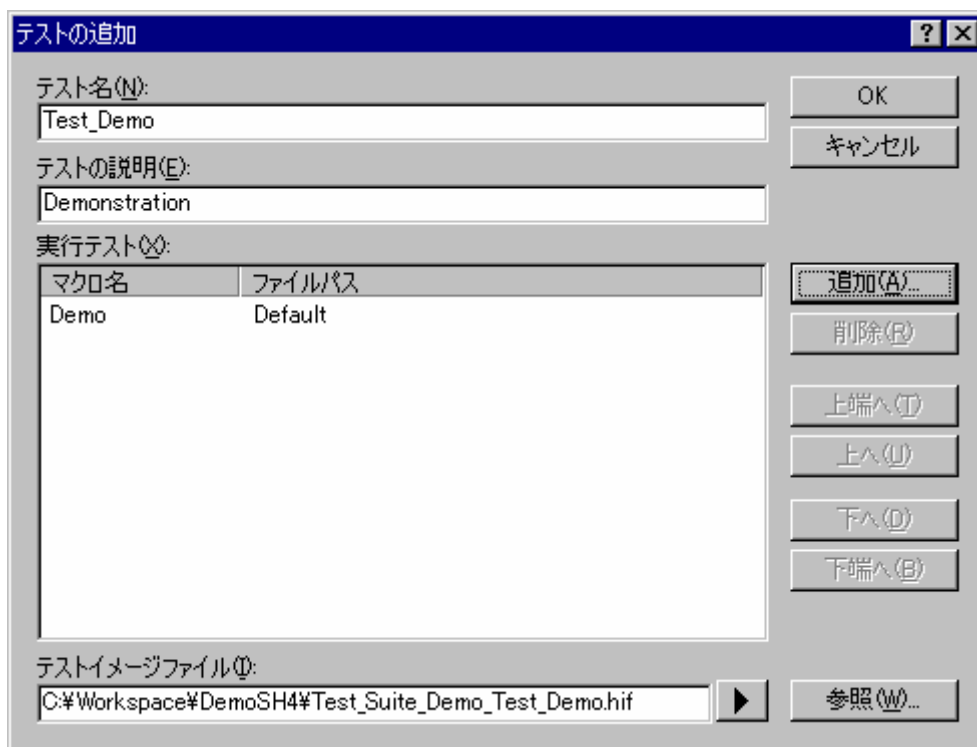 テストの追加
テスト名(N):
Test_Demo
OK
キャンセル
テストの説明(E):
Demonstration
実行テスト(X):
マクロ名 ファイルパス
Demo Default
追加(A)...
削除(R)
上端へ(T)
上へ(U)
下へ(D)
下端へ(B)
テストイメージファイル(I):
C:¥Workspace¥DemoSH4¥Test_Suite_Demo_Test_Demo.hif
参照(W)...